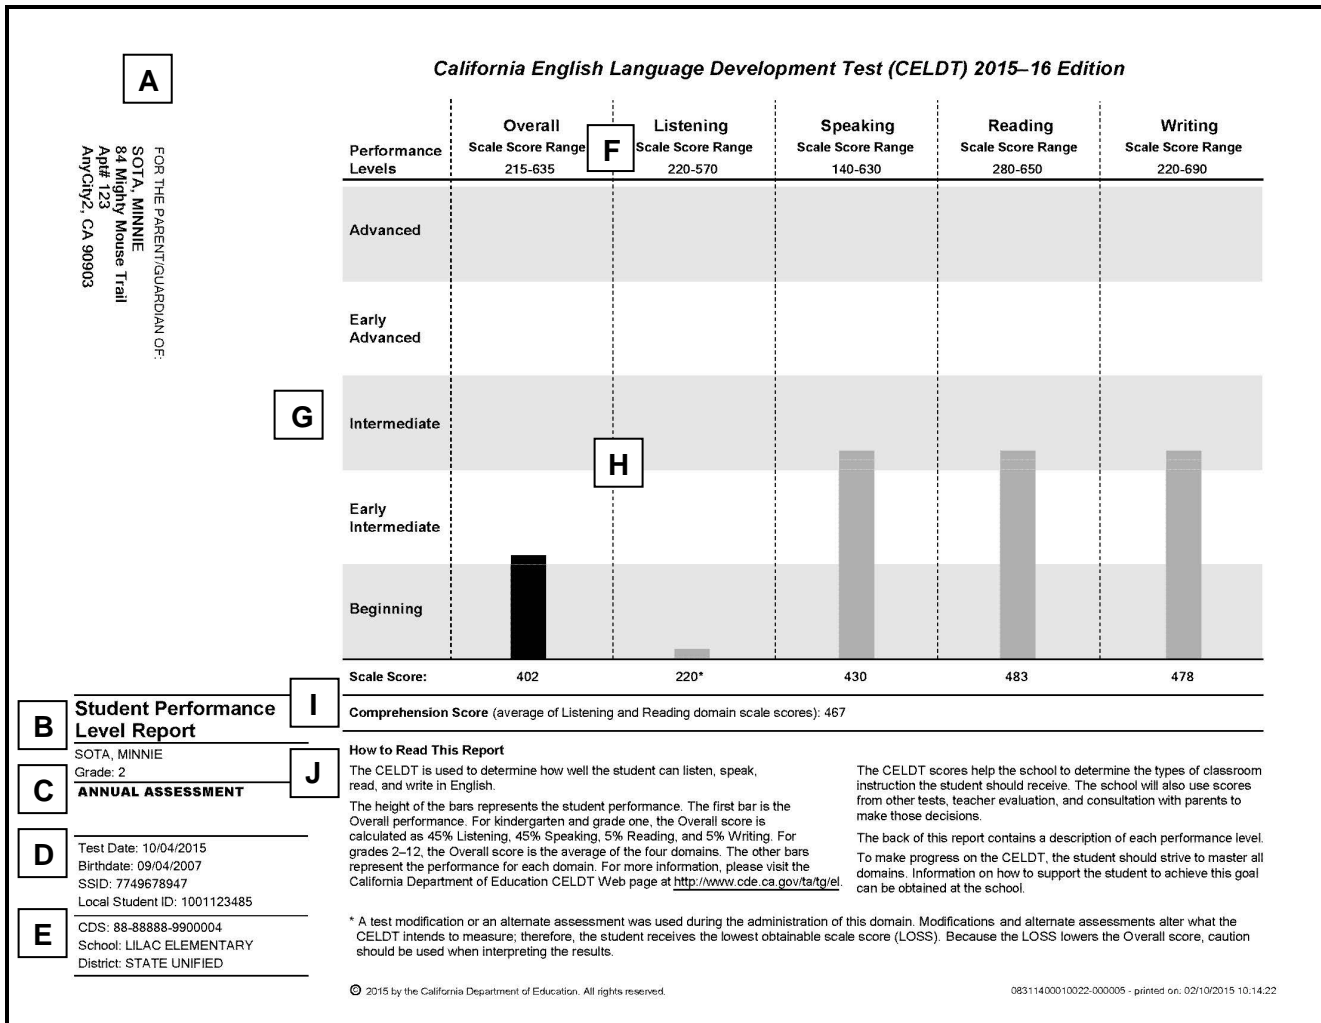 A
FOR THE PARENT/GUARDIAN OF:
SOTA, MINNIE
84 Mighty Mouse Trail
Apt# 123
AnyCity2, CA 90903
California English Language Development Test (CELDT) 2015–16 Edition
Performance Levels
Overall
Scale Score Range
215-635
F
Listening
Scale Score Range
220-570
Speaking
Scale Score Range
140-630
Reading
Scale Score Range
280-650
Writing
Scale Score Range
220-690
Advanced
Early
Advanced
G
Intermediate
H
Early
Intermediate
Beginning
Scale Score: 402 220* 430 483 478
I
Comprehension Score (average of Listening and Reading domain scale scores): 467
B
Student Performance
Level Report
SOTA, MINNIE
Grade: 2
C
ANNUAL ASSESSMENT
D
Test Date: 10/04/2015
Birthdate: 09/04/2007
SSID: 7749678947
Local Student ID: 1001123485
E
CDS: 88-88888-9900004
School: LILAC ELEMENTARY
District: STATE UNIFIED
J
How to Read This Report
The CELDT is used to determine how well the student can listen, speak,
read, and write in English.
The height of the bars represents the student performance. The first bar is the
Overall performance. For kindergarten and grade one, the Overall score is
calculated as 45% Listening, 45% Speaking, 5% Reading, and 5% Writing. For
grades 2–12, the Overall score is the average of the four domains. The other bars
represent the performance for each domain. For more information, please visit the
California Department of Education CELDT Web page at http://www.cde.ca.gov/ta/tg/el.
The CELDT scores help the school to determine the types of classroom
instruction the student should receive. The school will also use scores
from other tests, teacher evaluation, and consultation with parents to
make those decisions.
The back of this report contains a description of each performance level.
To make progress on the CELDT, the student should strive to master all
domains. Information on how to support the student to achieve this goal
can be obtained at the school.
* A test modification or an alternate assessment was used during the administration of this domain. Modifications and alternate assessments alter what the
CELDT intends to measure; therefore, the student receives the lowest obtainable scale score (LOSS). Because the LOSS lowers the Overall score, caution
should be used when interpreting the results.
© 2015 by the California Department of Education. All rights reserved.
08311400010022-000005 - printed on: 02/10/2015 10:14:22